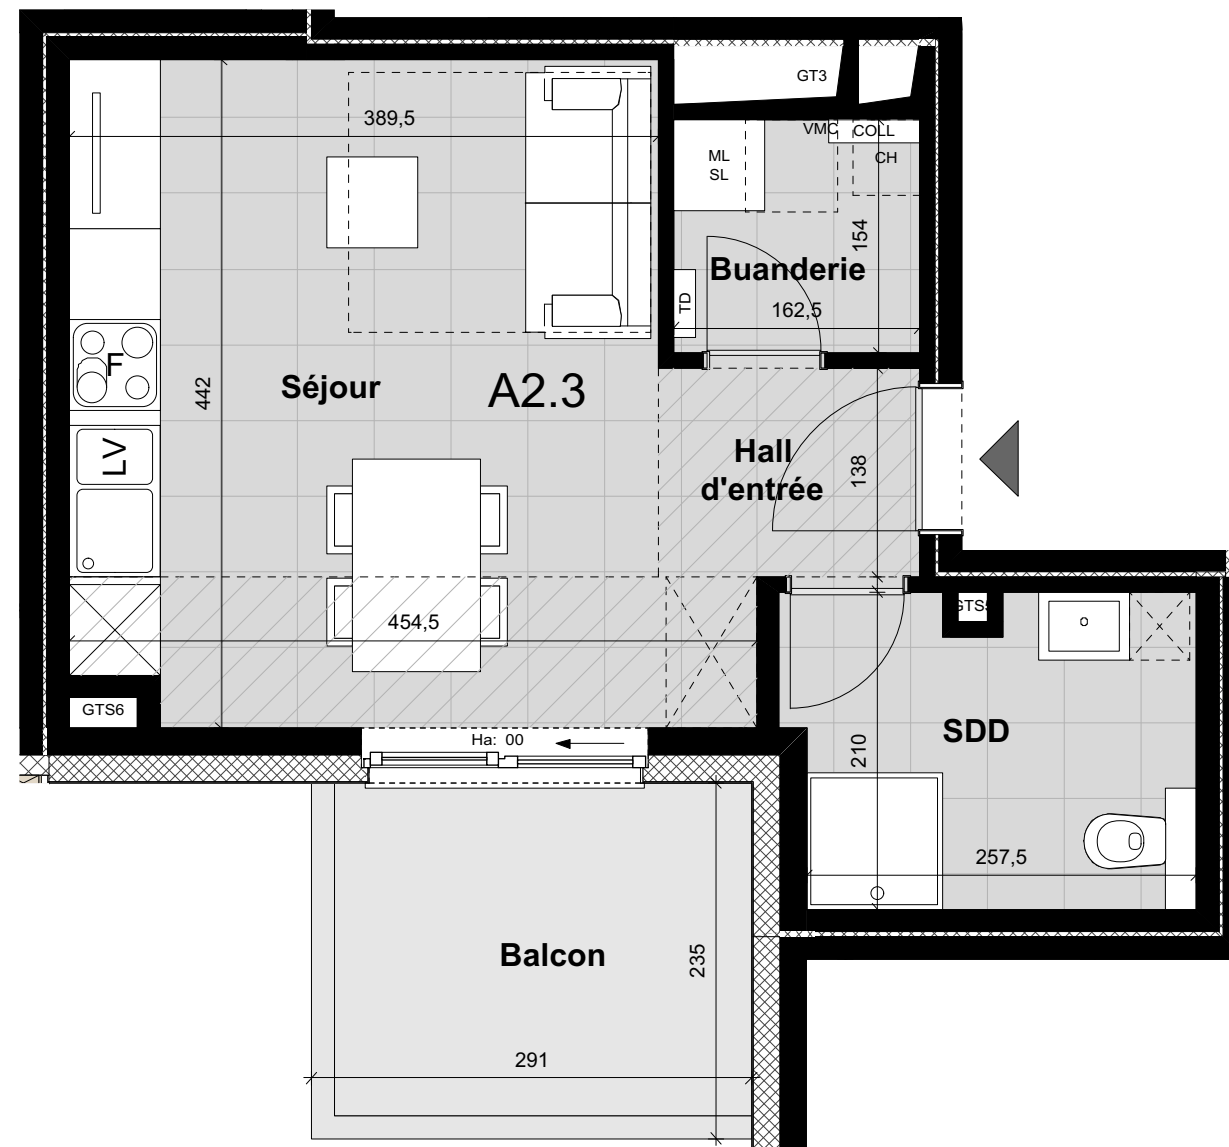 GT3
389,5
VMC
COLL
ML
SL
CH
154
Buanderie
TD
162,5
F
442
Séjour
A2.3
LV
Hall
d'entrée
138
454,5
GTS5
GTS6
Ha: 00
SDD
210
257,5
Balcon
235
291